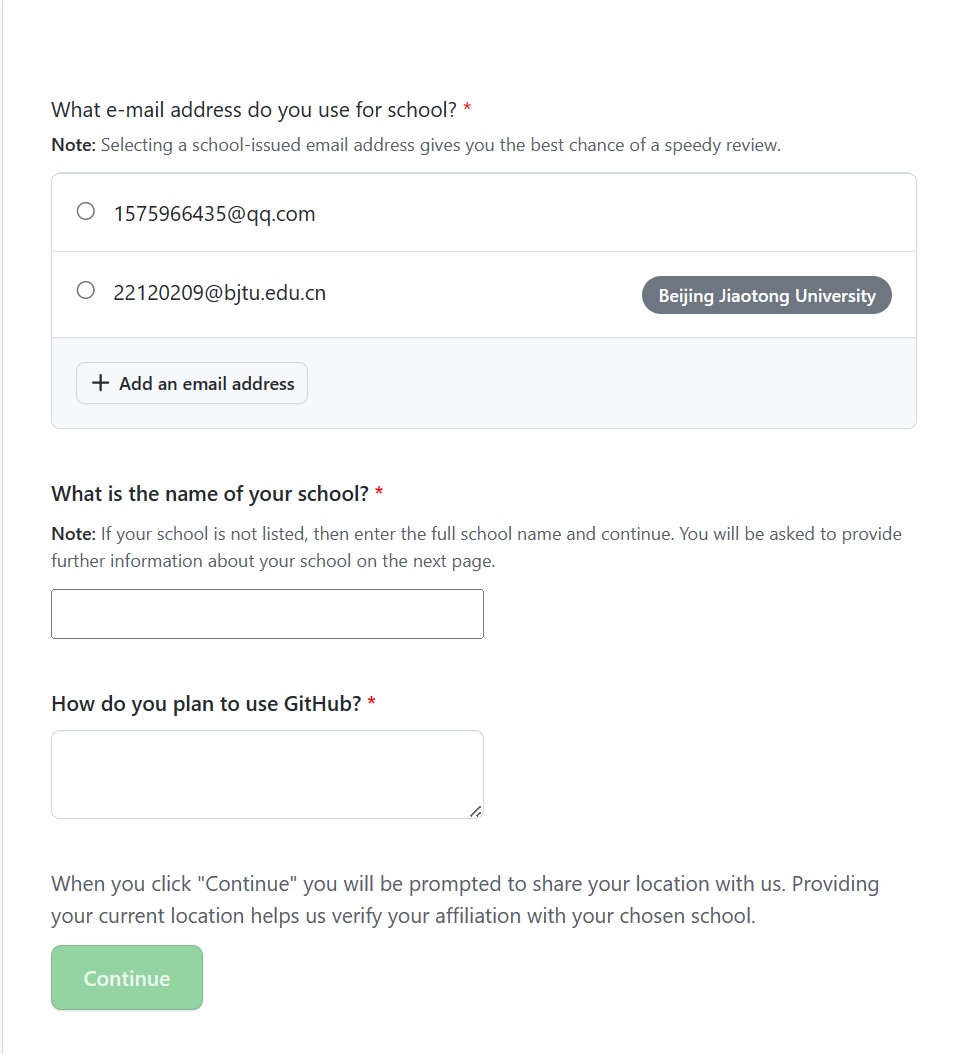 What e-mail address do you use for school? *
Note: Selecting a school-issued email address gives you the best chance of a speedy review.
1575966435@qq.com
22120209@bjtu.edu.cn
Beijing Jiaotong University
+ Add an email address
What is the name of your school? *
Note: If your school is not listed, then enter the full school name and continue. You will be asked to provide
further information about your school on the next page.
How do you plan to use GitHub? *
When you click "Continue" you will be prompted to share your location with us. Providing
your current location helps us verify your affiliation with your chosen school.
Continue